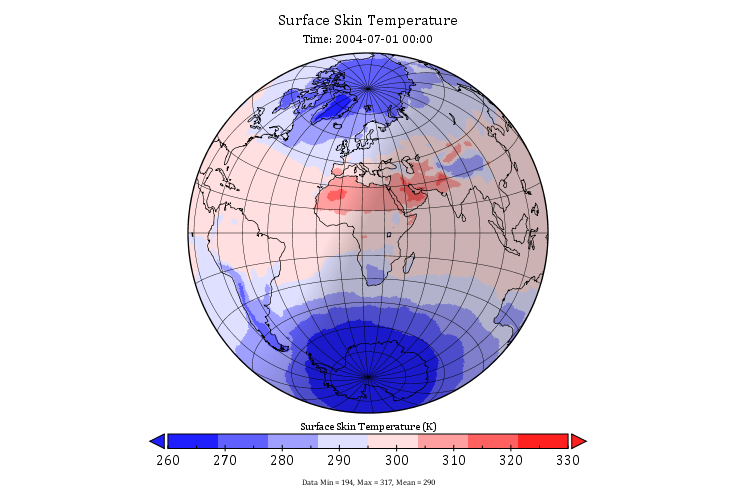 Surface Skin Temperature
Time: 2004-07-01 00:00
Surface Skin Temperature (K)
260 270 280 290 300 310 320 330
Data Min = 194, Max = 317, Mean = 290